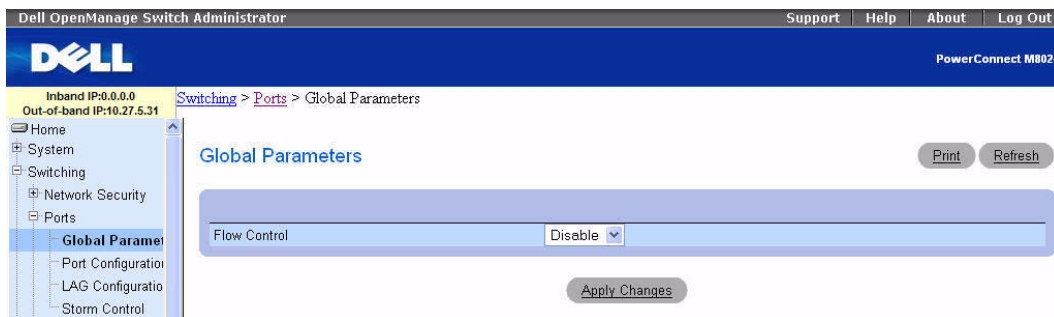 Dell OpenManage Switch Administrator Support Help About Log Out
DELL
PowerConnect M802
Inband IP:0.0.0.0
Out-of-band IP:10.27.5.31
Switching > Ports > Global Parameters
Home
System
Switching
Network Security
Ports
Global Paramet
Port Configuration
LAG Configuratio
Storm Control
Global Parameters
Print Refresh
Flow Control Disable
Apply Changes